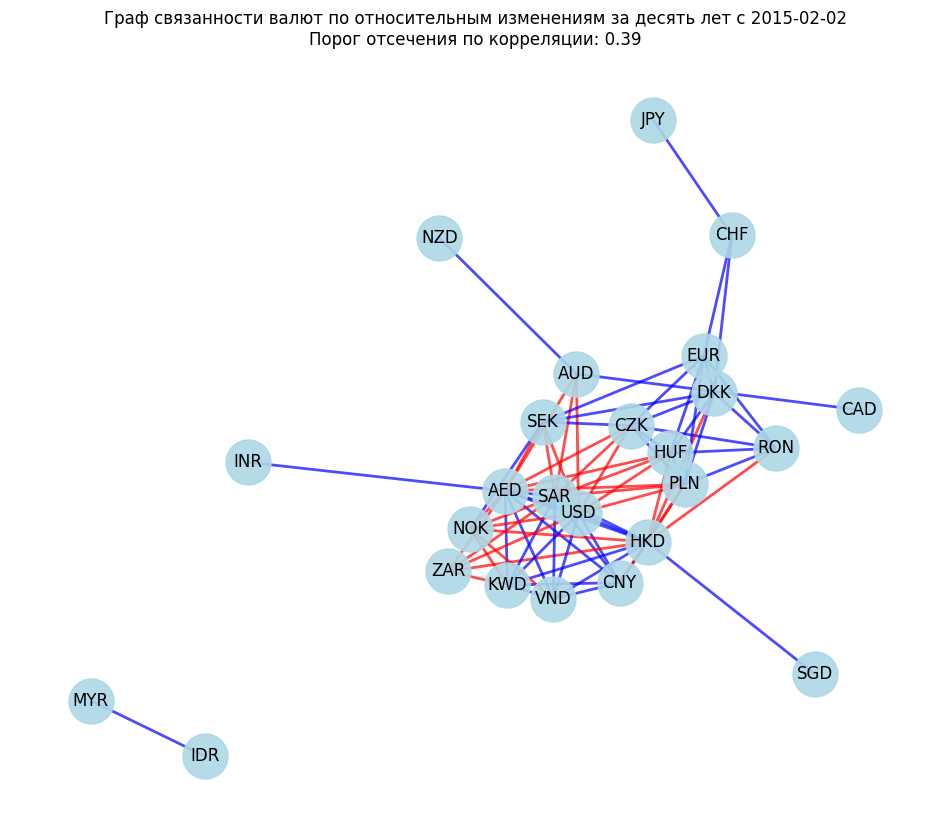 Граф связанности валют по относительным изменениям за десять лет с 2015-02-02
Порог отсечения по корреляции: 0.39
JPY
CHF
NZD
EUR
AUD
DKK
CAD
SEK
CZK
RON
HUF
INR
PLN
AED
SAR
USD
NOK
HKD
ZAR
CNY
KWD
VND
SGD
MYR
IDR